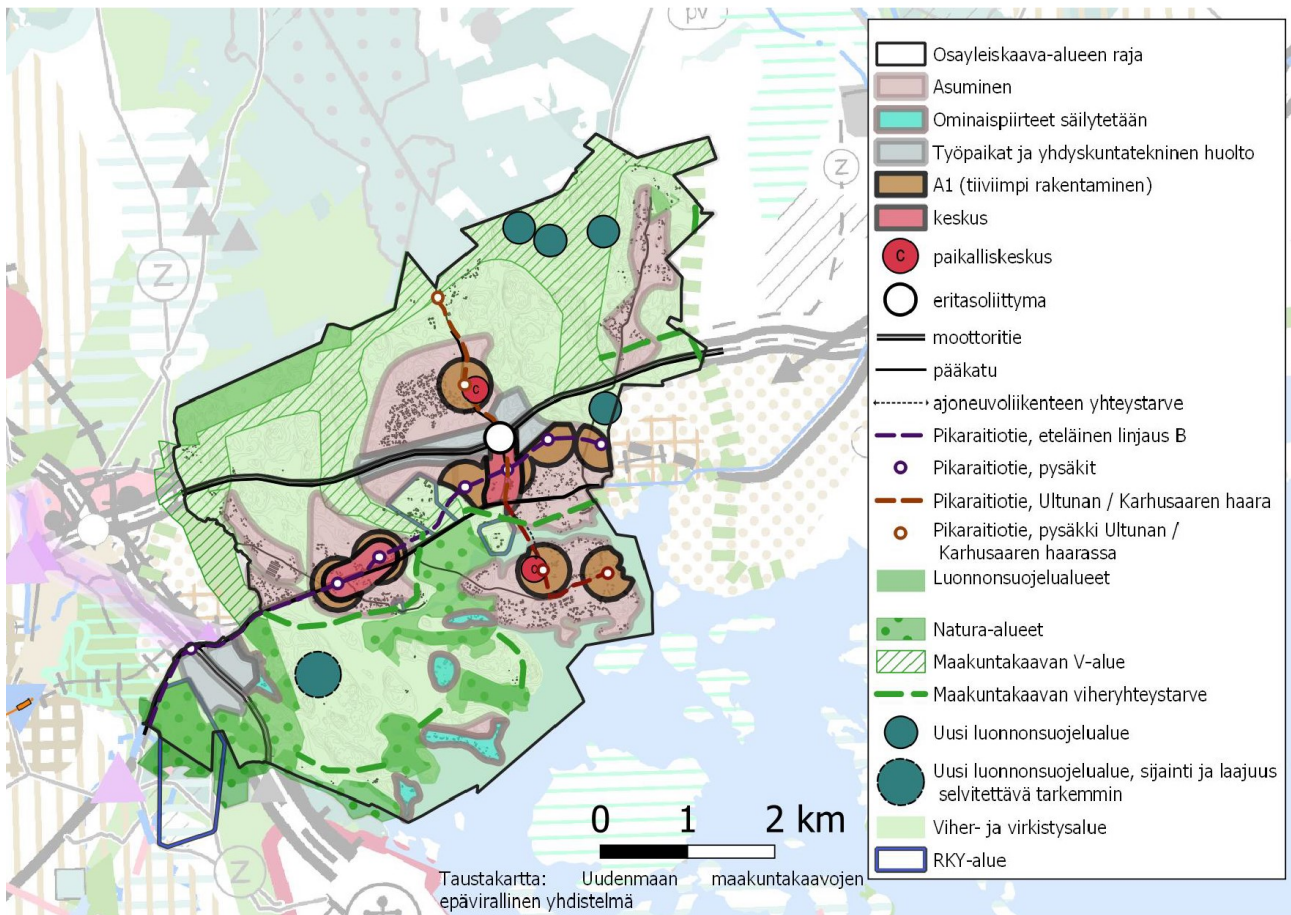 pv
Z
Z
C
C
Z
Osayleiskaava-alueen raja
Asuminen
Ominaispiirteet säilytetään
Työpaikat ja yhdyskuntatekninen huolto
A1 (tiiviimpi rakentaminen)
keskus
C
paikalliskeskus
eritasoliittyma
moottoritie
pääkatu
ajoneuvoliikenteen yhteystarve
Pikaraitiotie, eteläinen linjaus B
Pikaraitiotie, pysäkit
Pikaraitiotie, Ultunan / Karhusaaren haara
Pikaraitiotie, pysäkki Ultunan /
Karhusaaren haarassa
Luonnonsuojelualueet
Natura-alueet
Maakuntakaavan V-alue
Maakuntakaavan viheryhteystarve
Uusi luonnonsuojelualue
Uusi luonnonsuojelualue, sijainti ja laajuus
selvitettävä tarkemmin
Viher- ja virkistysalue
RKY-alue
0 1 2 km
Taustakartta: Uudenmaan maakuntakaavojen
epävirallinen yhdistelmä